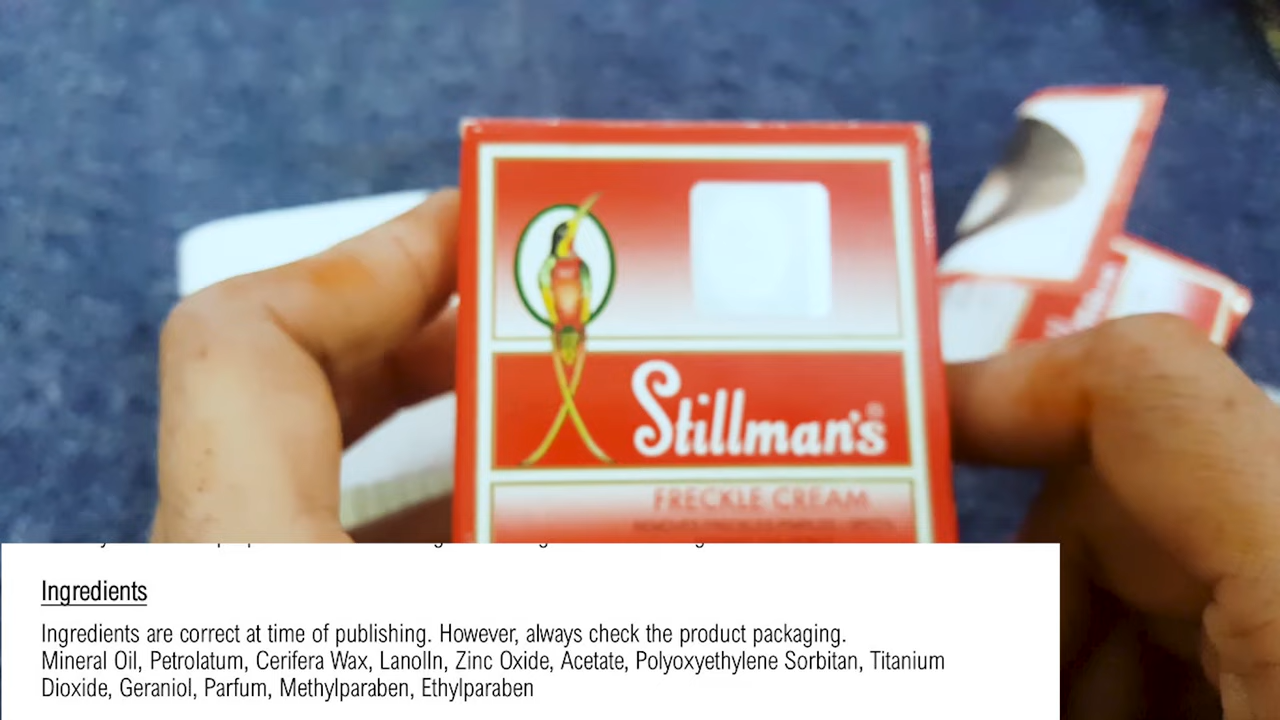 Stillman's
FRECKLE CREAM
Ingredients
Ingredients are correct at time of publishing. However, always check the product packaging.
Mineral Oil, Petrolatum, Cerifera Wax, Lanolln, Zinc Oxide, Acetate, Polyoxyethylene Sorbitan, Titanium
Dioxide, Geraniol, Parfum, Methylparaben, Ethylparaben